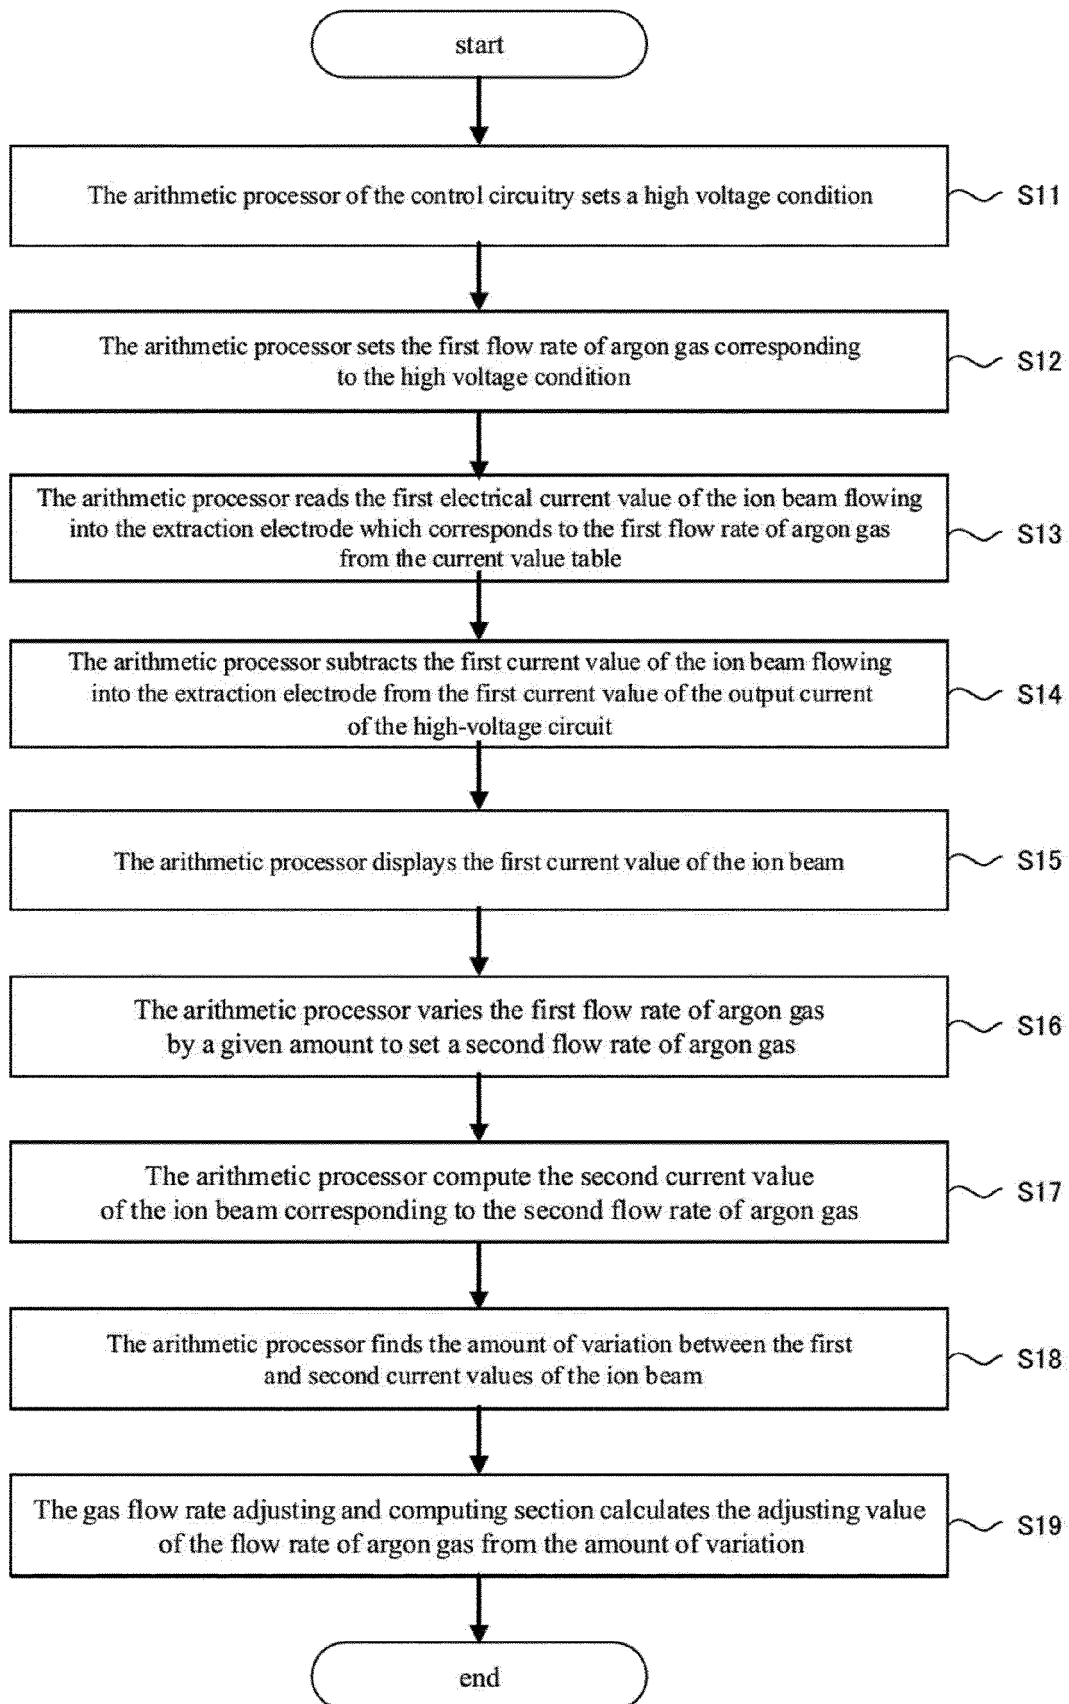 start
The arithmetic processor of the control circuitry sets a high voltage condition
S11
The arithmetic processor sets the first flow rate of argon gas corresponding
to the high voltage condition
S12
The arithmetic processor reads the first electrical current value of the ion beam flowing
into the extraction electrode which corresponds to the first flow rate of argon gas
from the current value table
S13
The arithmetic processor subtracts the first current value of the ion beam flowing
into the extraction electrode from the first current value of the output current
of the high-voltage circuit
S14
The arithmetic processor displays the first current value of the ion beam
S15
The arithmetic processor varies the first flow rate of argon gas
by a given amount to set a second flow rate of argon gas
S16
The arithmetic processor compute the second current value
of the ion beam corresponding to the second flow rate of argon gas
S17
The arithmetic processor finds the amount of variation between the first
and second current values of the ion beam
S18
The gas flow rate adjusting and computing section calculates the adjusting value
of the flow rate of argon gas from the amount of variation
S19
end